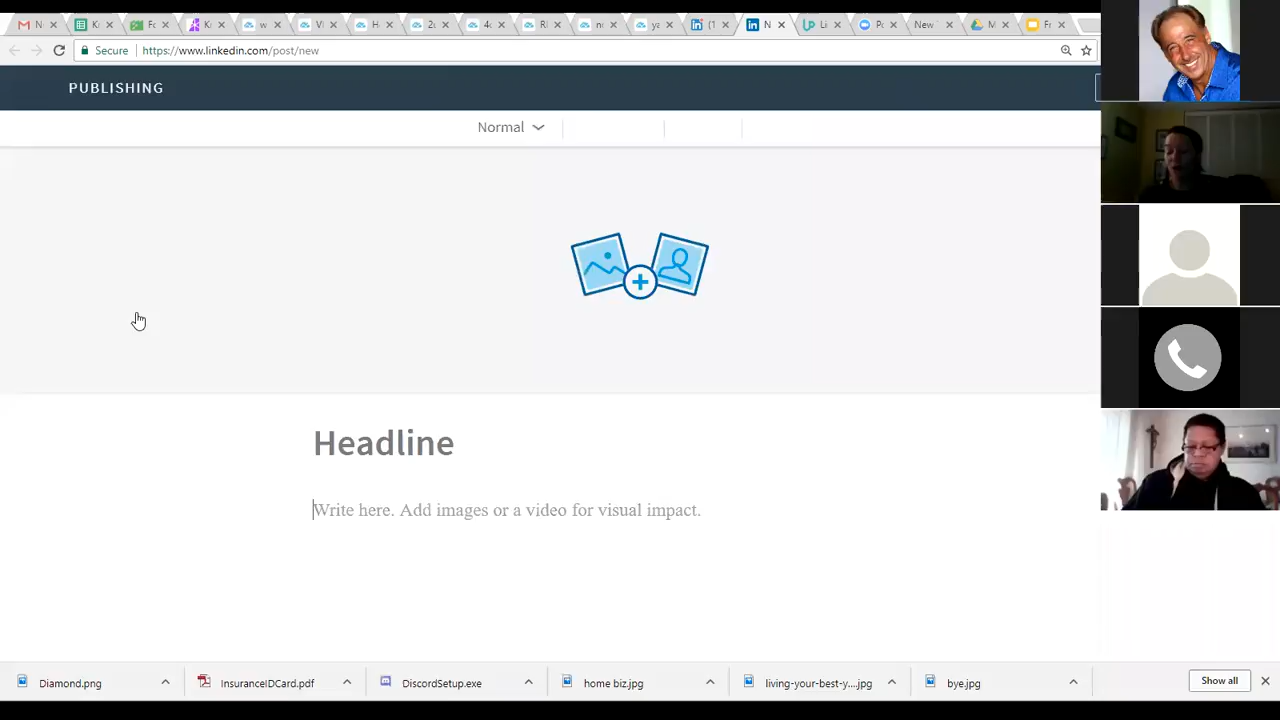 Secure https://www.linkedin.com/post/new
PUBLISHING
Normal
Headline
Write here. Add images or a video for visual impact.
Diamond.png InsuranceIDCard.pdf DiscordSetup.exe home biz.jpg living-your-best-y....jpg bye.jpg Show all